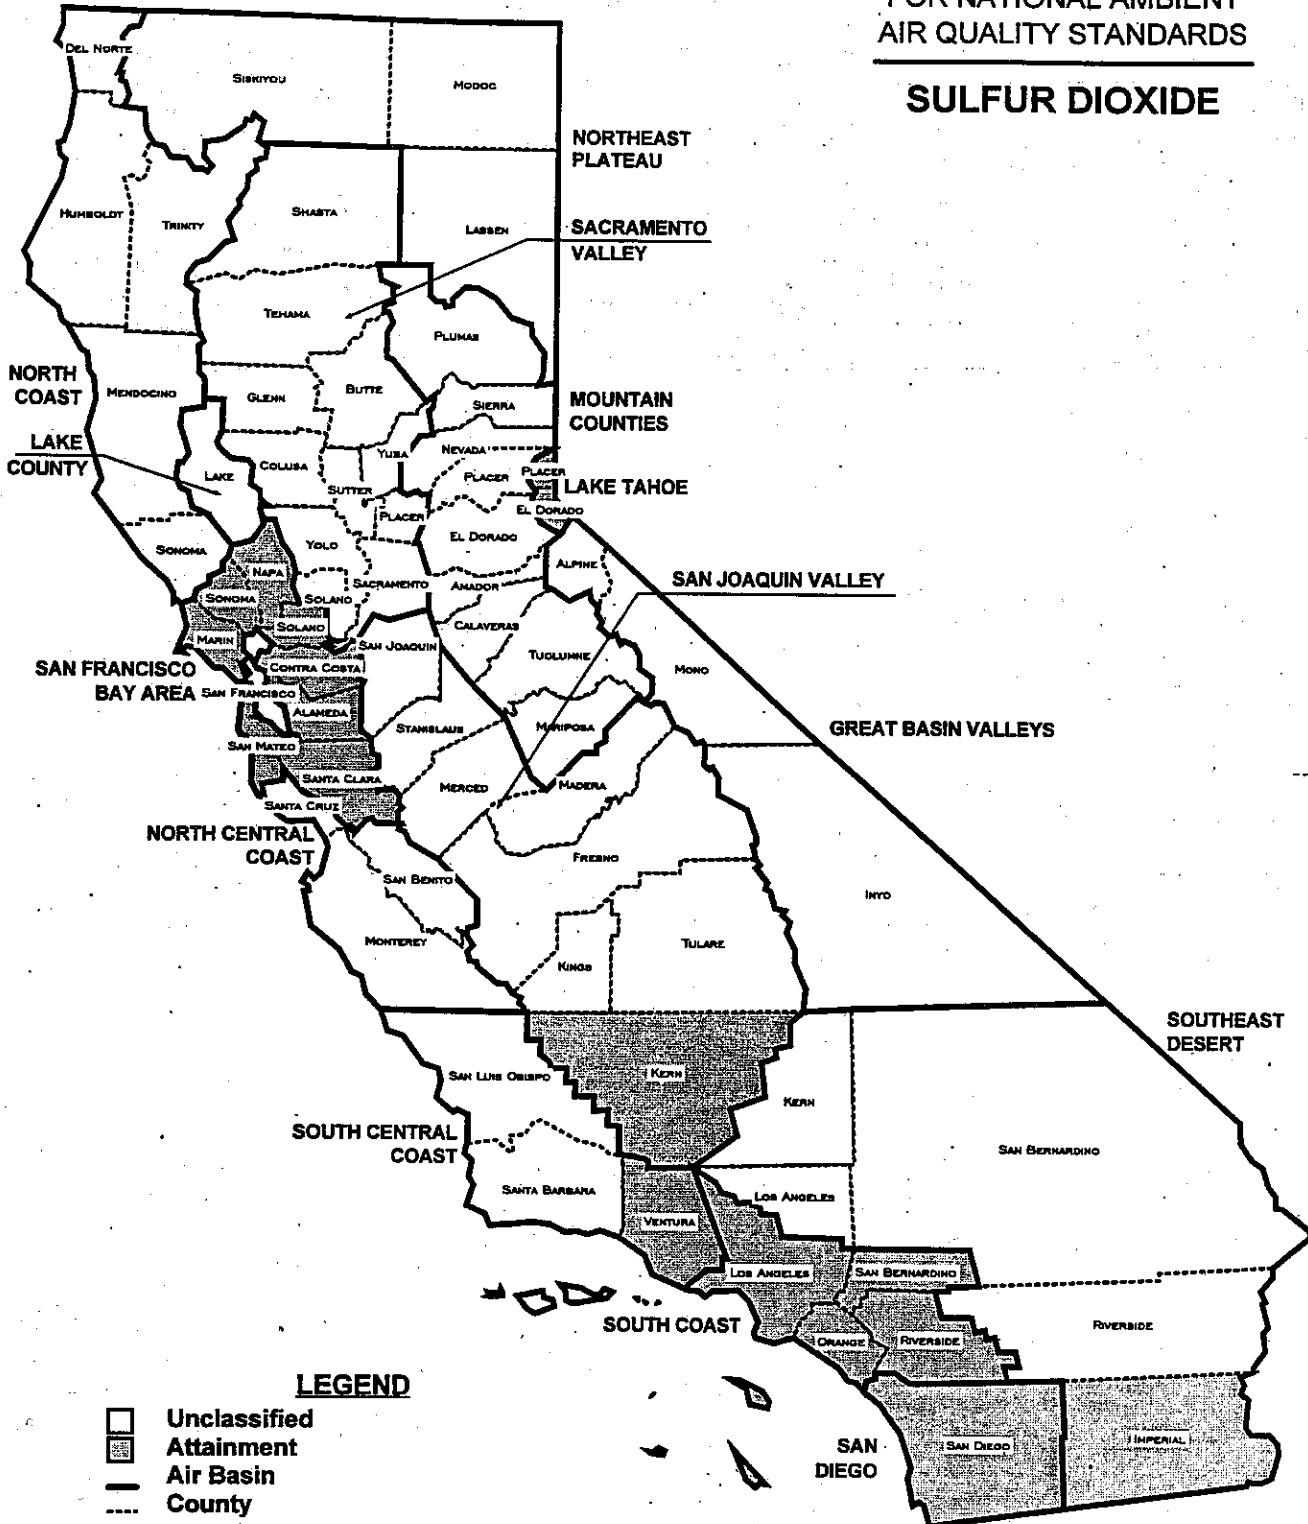 FOR NATIONAL AMBIENT
AIR QUALITY STANDARDS
SULFUR DIOXIDE
DEL NORTE
SISKIYOU
MODOC
NORTHEAST
PLATEAU
HUMBOLDT
TRINITY
SHASTA
LASSEN
SACRAMENTO
VALLEY
TEHAMA
PLUMAS
NORTH
COAST
MENDOCINO
GLENN
BUTTE
SIERRA
MOUNTAIN
COUNTIES
LAKE
COUNTY
LAKE
COLUSA
YUBA
NEVADA
SUTTER
PLACER
PLACER
LAKE TAHOE
PLACER
EL DORADO
EL DORADO
SONOMA
YOLO
NAPA
SACRAMENTO
ALPINE
AMADOR
SAN JOAQUIN VALLEY
SONOMA
SOLANO
SOLANO
CALAVERAS
MARIN
SAN JOAQUIN
TUOLUMNE
CONTRA COSTA
MONO
SAN FRANCISCO
BAY AREA
SAN FRANCISCO
ALAMEDA
STANISLAUS
MARIPOSA
GREAT BASIN VALLEYS
SAN MATEO
SANTA CLARA
MERCED
MADERA
SANTA CRUZ
NORTH CENTRAL
COAST
FRESNO
SAN BENITO
INYO
MONTEREY
TULARE
KINGS
SOUTHEAST
DESERT
SAN LUIS OBISPO
KERN
KERN
SOUTH CENTRAL
COAST
SAN BERNARDINO
SANTA BARBARA
LOS ANGELES
VENTURA
LOS ANGELES
SAN BERNARDINO
SOUTH COAST
ORANGE
RIVERSIDE
RIVERSIDE
SAN
DIEGO
SAN DIEGO
IMPERIAL
LEGEND
Unclassified
Attainment
Air Basin
County